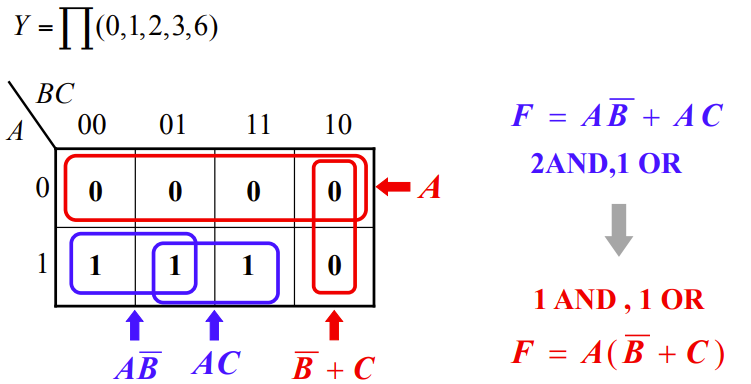 Y = ∏(0,1,2,3,6)
BC
A 00 01 11 10
0 0 0 0 0 A
1 1 1 1 0
AB̅ AC B̅ + C
F = AB̅ + AC
2AND,1 OR
1 AND , 1 OR
F = A(B̅ + C)